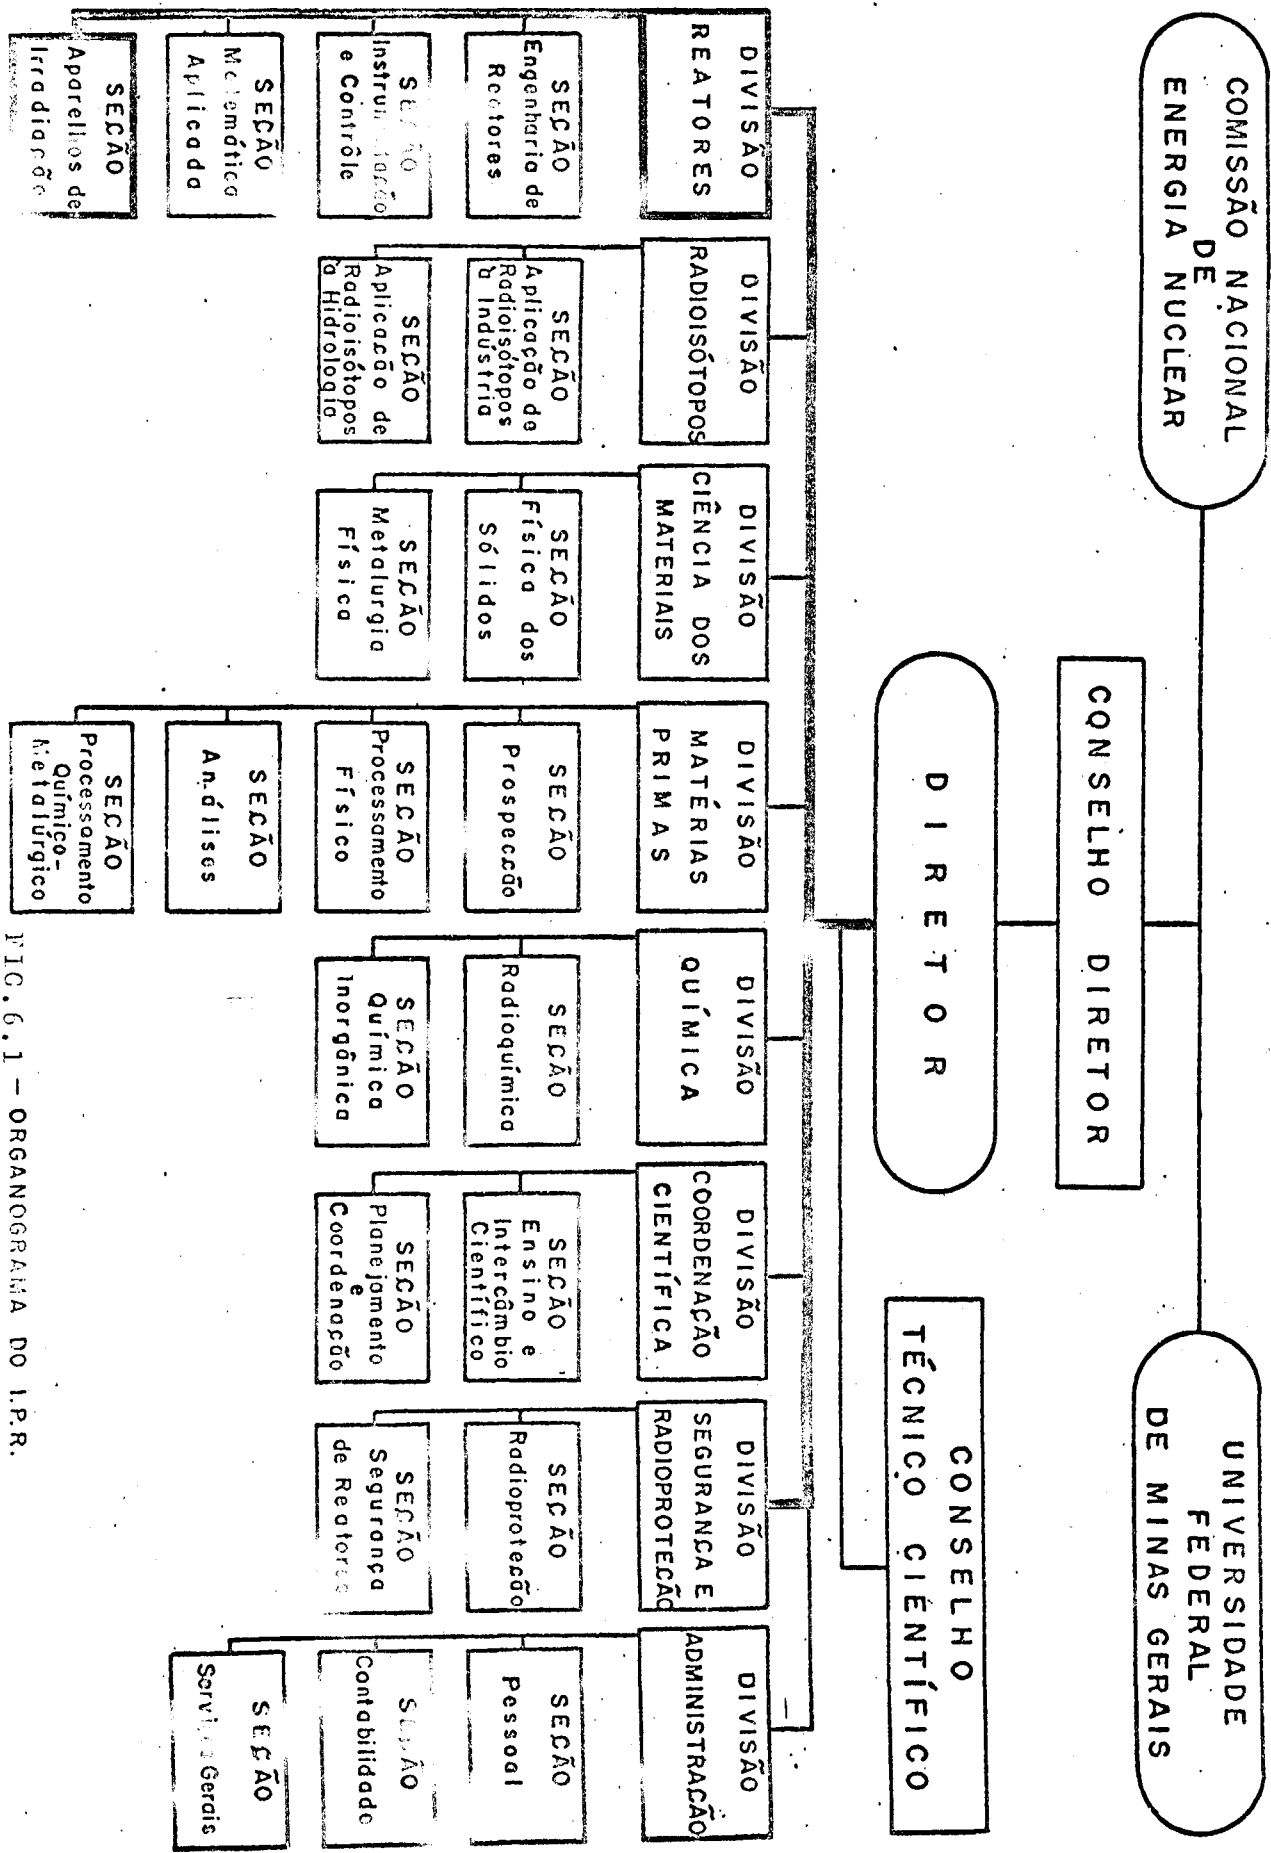 COMISSÃO NACIONAL
DE
ENERGIA NUCLEAR
UNIVERSIDADE
FEDERAL
DE MINAS GERAIS
CONSELHO DIRETOR
DIRETOR
CONSELHO
TÉCNICO CIENTÍFICO
DIVISÃO
REATORES
SEÇÃO
Engenharia de
Reatores
SEÇÃO
e Contrôle
SEÇÃO
Matemática
Aplicada
SEÇÃO
Aparelhos de
Irradiação
DIVISÃO
RADIOISÓTOPOS
SEÇÃO
Aplicação de
Radioisótopos
à Indústria
SEÇÃO
Aplicação de
Radioisótopos
à Hidrologia
DIVISÃO
CIÊNCIA DOS
MATERIAIS
SEÇÃO
Física dos
Sólidos
SEÇÃO
Metalurgia
Física
DIVISÃO
MATÉRIAS
PRIMAS
SEÇÃO
Prospecção
SEÇÃO
Processamento
Físico
SEÇÃO
Análises
SEÇÃO
Processamento
Químico-
Metalúrgico
DIVISÃO
QUÍMICA
SEÇÃO
Radioquímica
SEÇÃO
Química
Inorgânica
DIVISÃO
COORDENAÇÃO
CIENTÍFICA
SEÇÃO
Ensino e
Intercâmbio
Científico
SEÇÃO
Planejamento
e
Coordenação
DIVISÃO
SEGURANÇA E
RADIOPROTEÇÃO
SEÇÃO
Radioproteção
SEÇÃO
Segurança
de Reatores
DIVISÃO
ADMINISTRAÇÃO
SEÇÃO
Pessoal
SEÇÃO
Contabilidade
SEÇÃO
Serviços Gerais
FIG.6.1 — ORGANOGRAMA DO I.P.R.